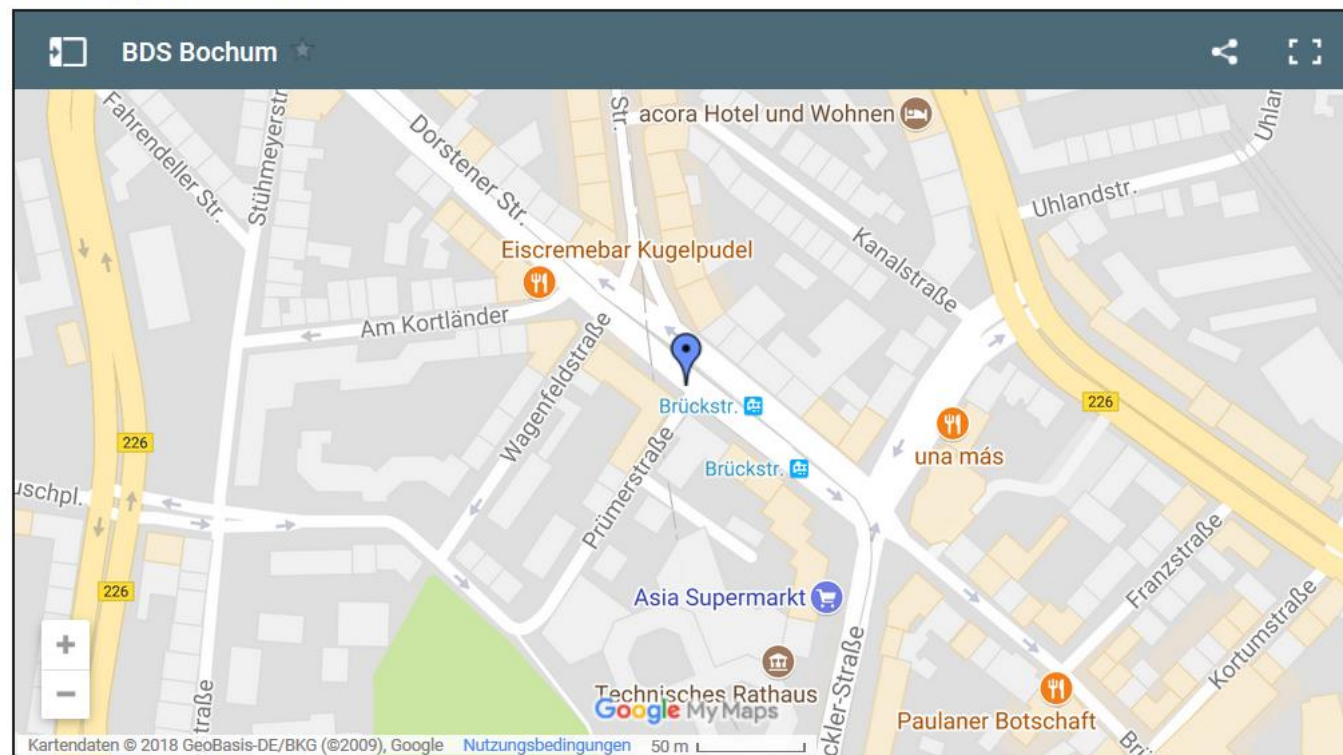 BDS Bochum
Fahrendeller Str.
Stühmeyerstr
Dorstener Str.
Str.
acora Hotel und Wohnen
Uhlandstr.
Uhlan
Kanalstraße
Eiscremebar Kugelpudel
Am Kortländer
Wagenfeldstraße
Brückstr.
226
226
una más
Brückstr.
uschpl.
Prümerstraße
226
Asia Supermarkt
Franzstraße
Kortumstraße
+
−
Technisches Rathaus
Google My Maps
Paulaner Botschaft
traße
ckler-Straße
Brü
Kartendaten © 2018 GeoBasis-DE/BKG (©2009), Google Nutzungsbedingungen 50 m